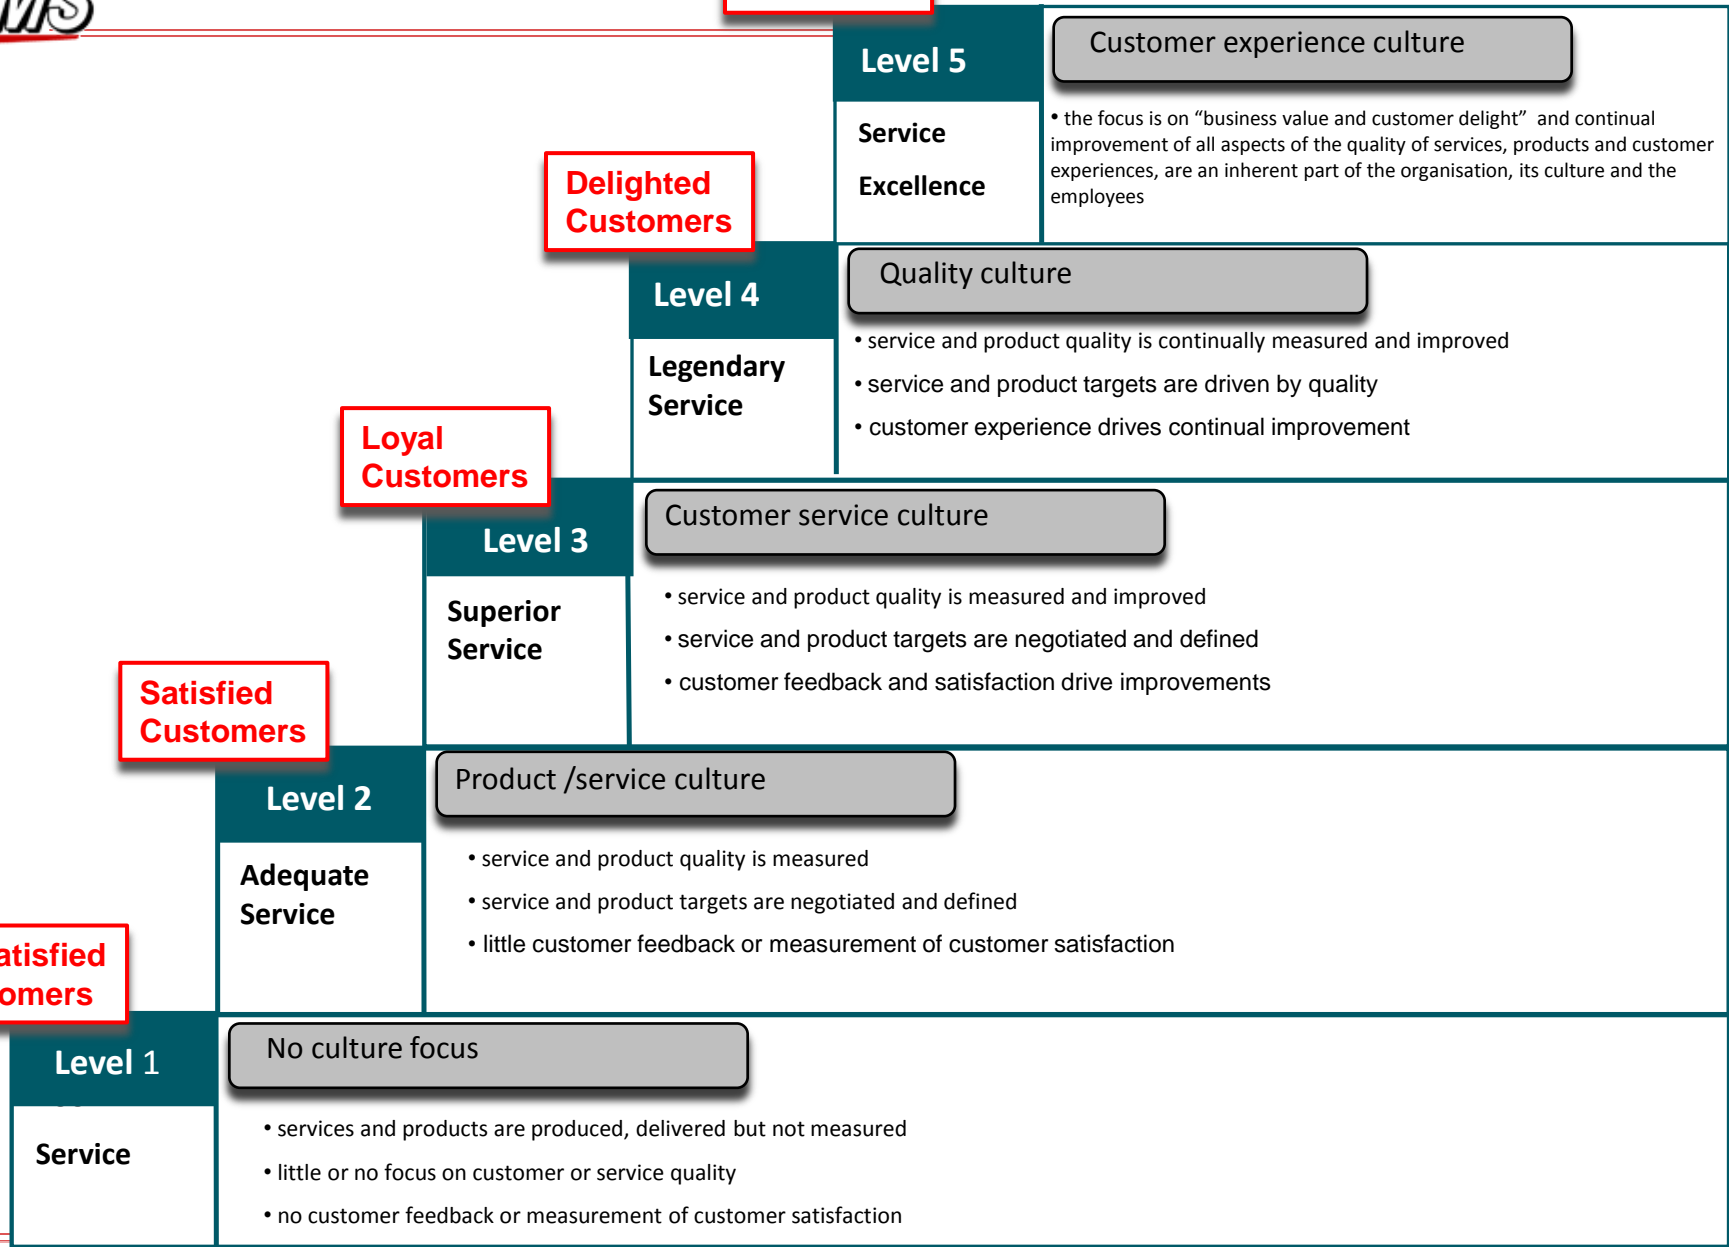 MS
Level 5
Customer experience culture
Service
Excellence
• the focus is on “business value and customer delight”  and continual
improvement of all aspects of the quality of services, products and customer
experiences, are an inherent part of the organisation, its culture and the
employees
Delighted
Customers
Level 4
Quality culture
Legendary
Service
• service and product quality is continually measured and improved
• service and product targets are driven by quality
• customer experience drives continual improvement
Loyal
Customers
Level 3
Customer service culture
Superior
Service
• service and product quality is measured and improved
• service and product targets are negotiated and defined
• customer feedback and satisfaction drive improvements
Satisfied
Customers
Level 2
Product /service culture
Adequate
Service
• service and product quality is measured
• service and product targets are negotiated and defined
• little customer feedback or measurement of customer satisfaction
atisfied
omers
Level 1
No culture focus
Service
• services and products are produced, delivered but not measured
• little or no focus on customer or service quality
• no customer feedback or measurement of customer satisfaction